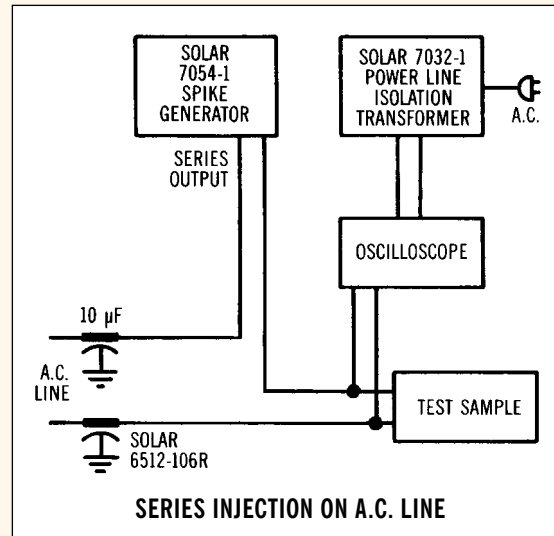 SOLAR
7054-1
SPIKE
GENERATOR
SOLAR 7032-1
POWER LINE
ISOLATION
TRANSFORMER
A.C.
SERIES
OUTPUT
OSCILLOSCOPE
10 µF
A.C.
LINE
TEST SAMPLE
SOLAR
6512-106R
SERIES INJECTION ON A.C. LINE